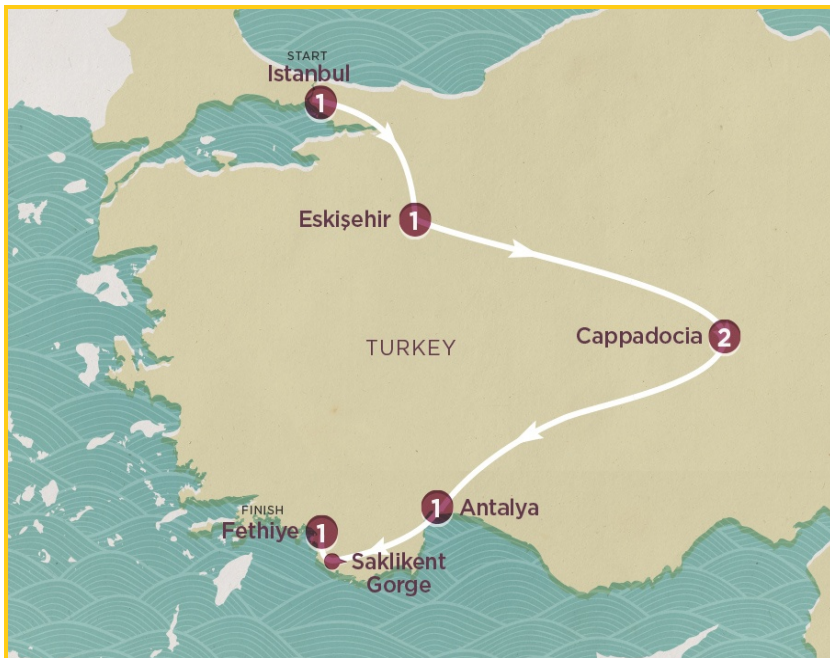 START
Istanbul
1
Eskişehir
1
Cappadocia
2
TURKEY
1
Antalya
FINISH
Fethiye
1
Saklikent
Gorge